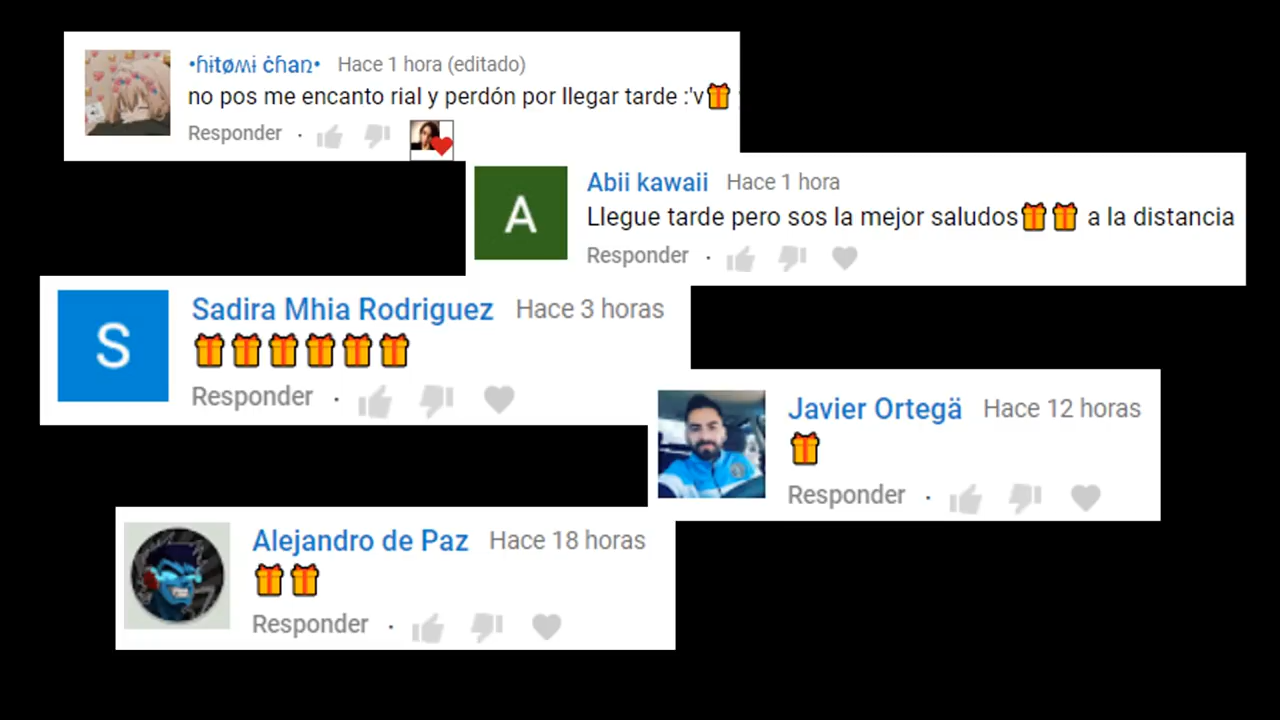 •ɦɨtøʍɨ ċɦaՂ• Hace 1 hora (editado)
no pos me encanto rial y perdón por llegar tarde :'v🎁
Responder ·
Abii kawaii Hace 1 hora
A
Llegue tarde pero sos la mejor saludos🎁🎁 a la distancia
Responder ·
Sadira Mhia Rodriguez Hace 3 horas
S
🎁🎁🎁🎁🎁🎁
Responder ·
Javier Ortegä Hace 12 horas
🎁
Responder ·
Alejandro de Paz Hace 18 horas
🎁🎁
Responder ·